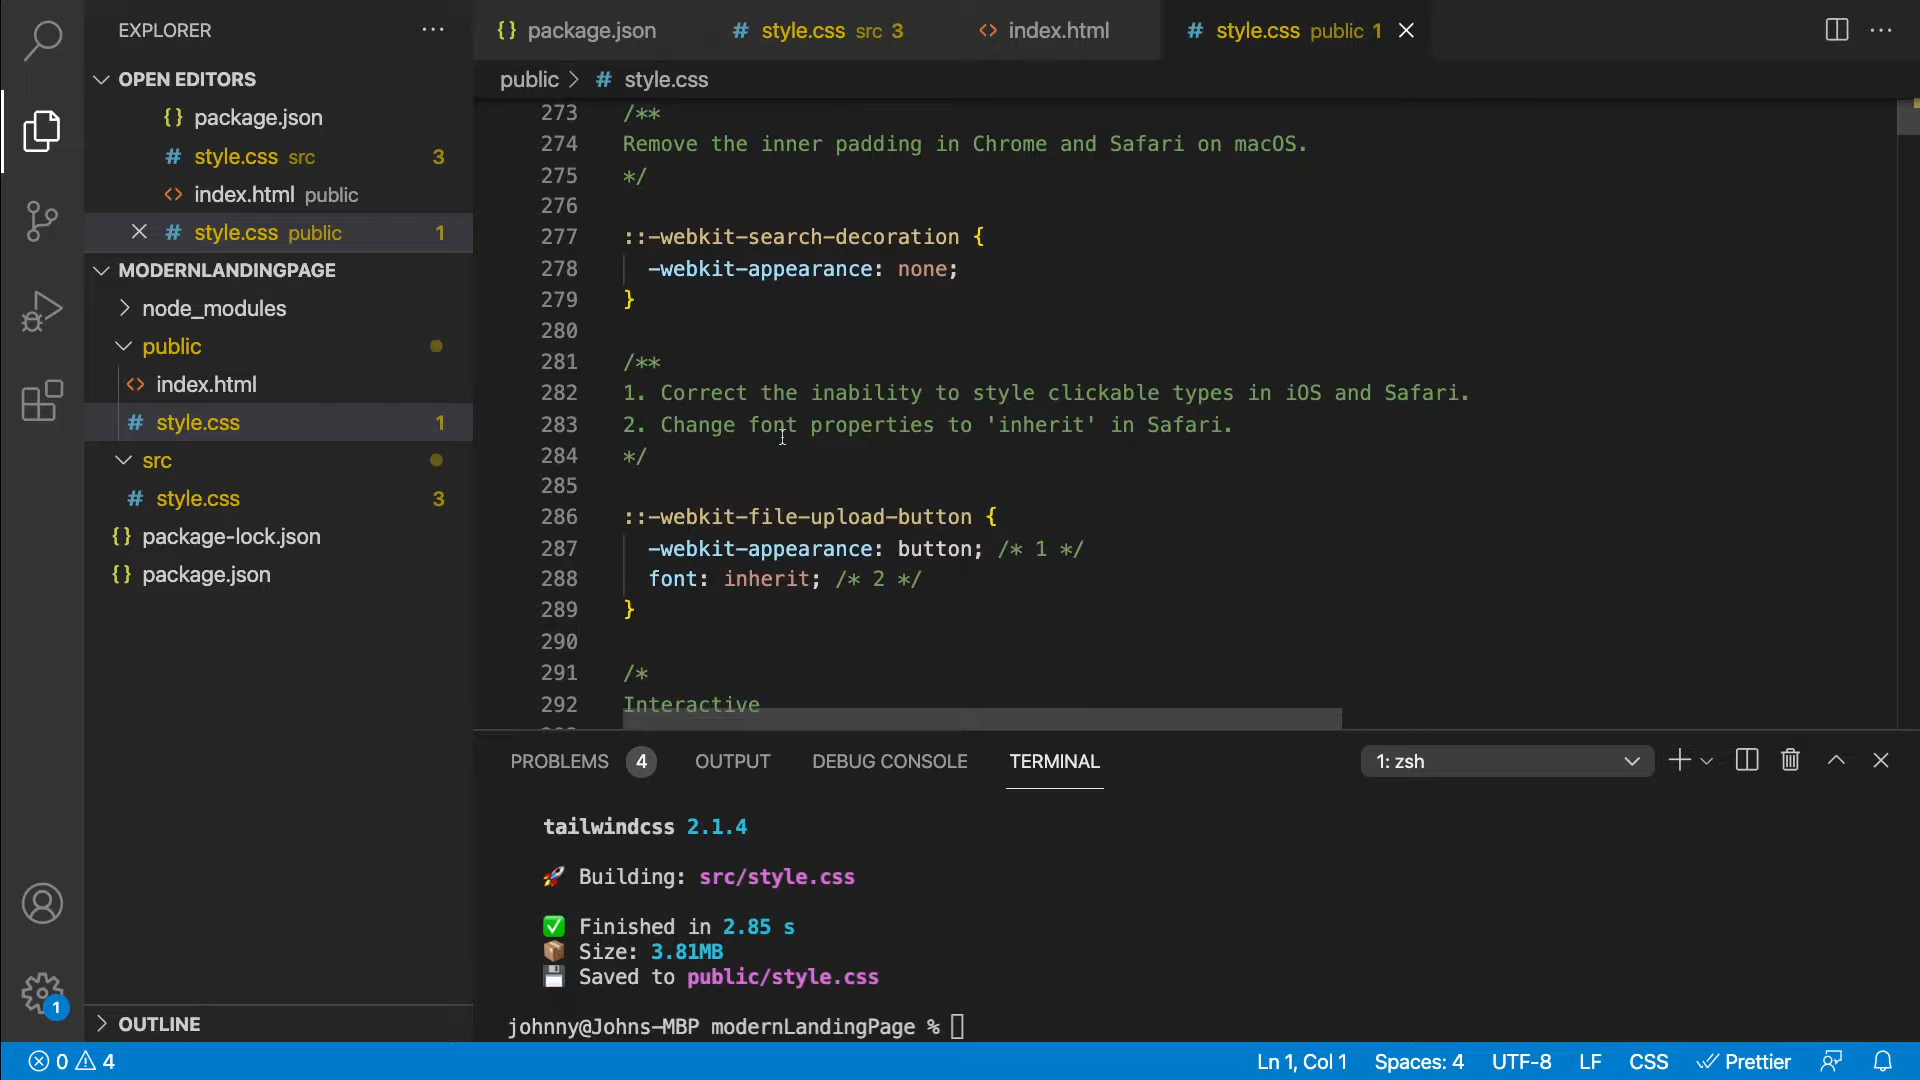 EXPLORER
OPEN EDITORS
{} package.json
# style.css src 3
<> index.html public
# style.css public 1
MODERNLANDINGPAGE
node_modules
public
<> index.html
# style.css 1
src
# style.css 3
{} package-lock.json
{} package.json
OUTLINE
1
{} package.json
# style.css src 3
<> index.html
# style.css public 1
public > # style.css
273 /**
274 Remove the inner padding in Chrome and Safari on macOS.
275 */
276
277 ::-webkit-search-decoration {
278 -webkit-appearance: none;
279 }
280
281 /**
282 1. Correct the inability to style clickable types in iOS and Safari.
283 2. Change font properties to 'inherit' in Safari.
284 */
285
286 ::-webkit-file-upload-button {
287 -webkit-appearance: button; /* 1 */
288 font: inherit; /* 2 */
289 }
290
291 /*
292 Interactive
PROBLEMS 4 OUTPUT DEBUG CONSOLE TERMINAL 1: zsh
tailwindcss 2.1.4
🚀 Building: src/style.css
✅ Finished in 2.85 s
📦 Size: 3.81MB
💾 Saved to public/style.css
johnny@Johns-MBP modernLandingPage %
0 4 Ln 1, Col 1 Spaces: 4 UTF-8 LF CSS Prettier